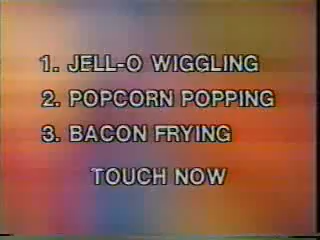 1. JELL-O WIGGLING
2. POPCORN POPPING
3. BACON FRYING
TOUCH NOW